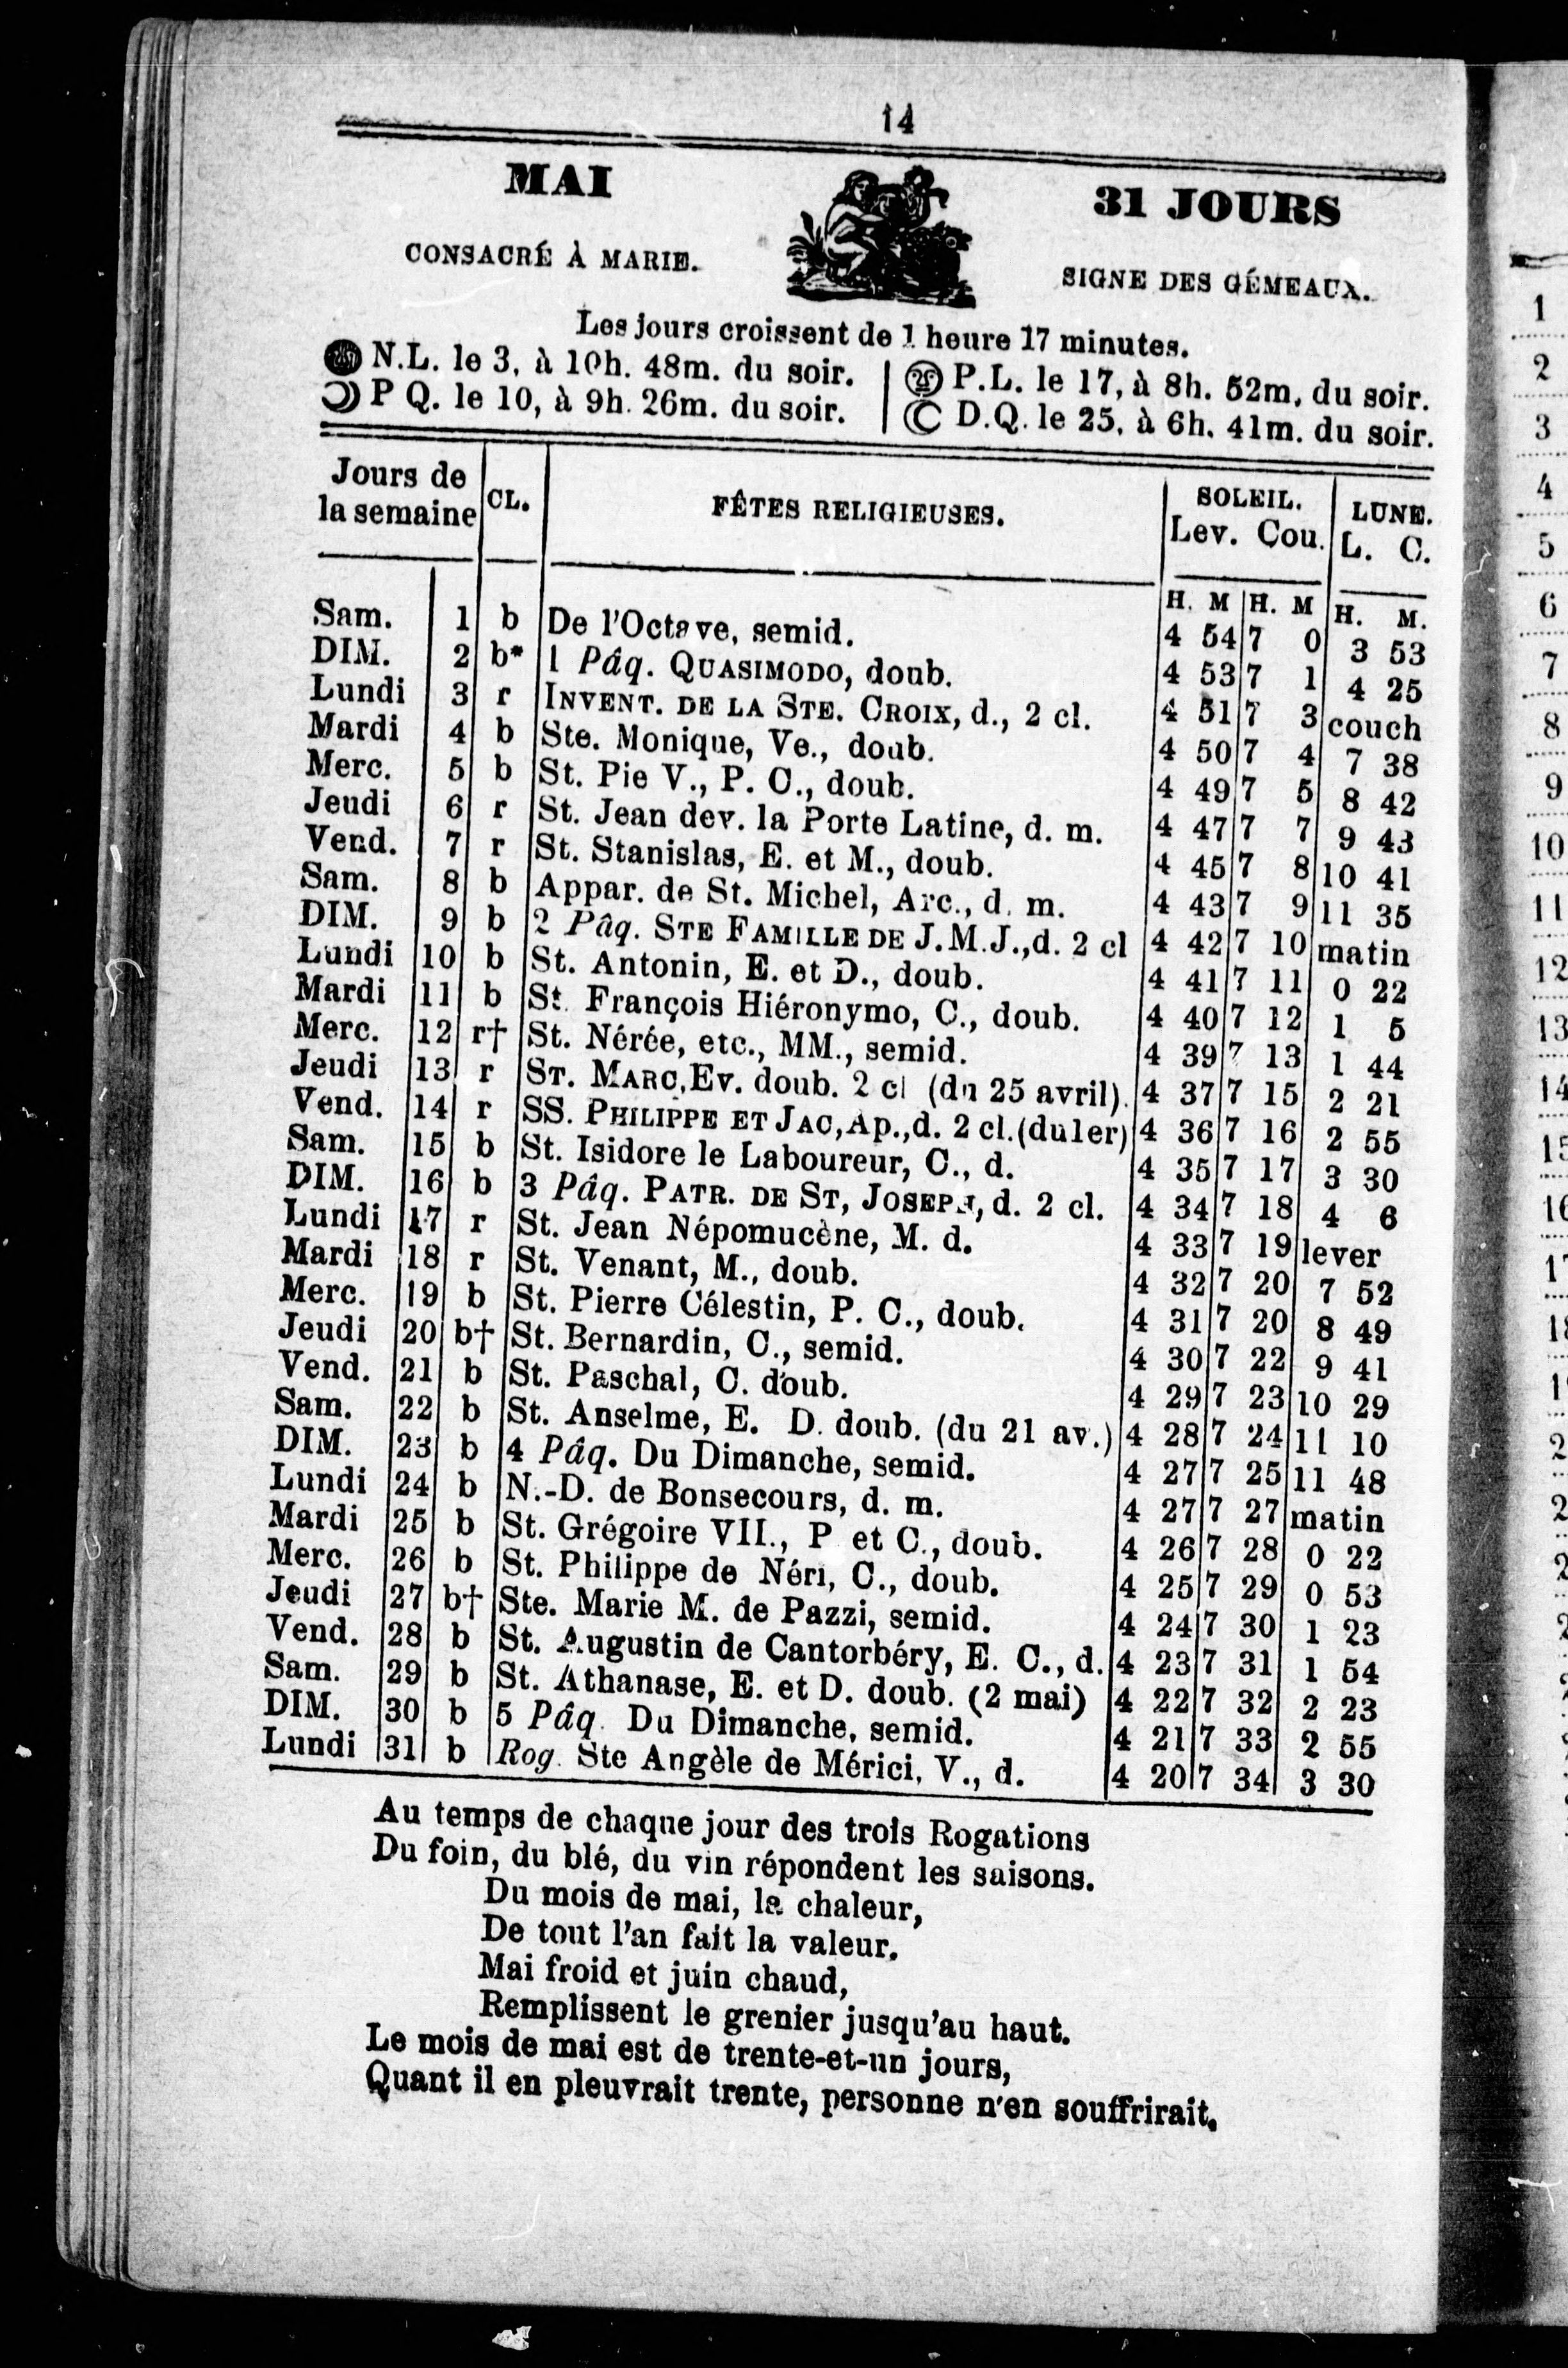 14
MAI
31 JOURS
CONSACRÉ À MARIE.
SIGNE DES GÉMEAUX.
Les jours croissent de 1 heure 17 minutes.
N.L. le 3, à 10h. 48m. du soir.
P Q. le 10, à 9h. 26m. du soir.
P.L. le 17, à 8h. 52m. du soir.
D.Q. le 25, à 6h. 41m. du soir.
Jours de la semaine CL. FÊTES RELIGIEUSES. SOLEIL. Lev. Cou. LUNE. L. C.
H. M H. M H. M.
Sam. 1 b De l'Octave, semid. 4 54 7 0 3 53
DIM. 2 b* 1 Pâq. QUASIMODO, doub. 4 53 7 1 4 25
Lundi 3 r INVENT. DE LA STE. CROIX, d., 2 cl. 4 51 7 3 couch
Mardi 4 b Ste. Monique, Ve., doub. 4 50 7 4 7 38
Merc. 5 b St. Pie V., P. C., doub. 4 49 7 5 8 42
Jeudi 6 r St. Jean dev. la Porte Latine, d. m. 4 47 7 7 9 43
Vend. 7 r St. Stanislas, E. et M., doub. 4 45 7 8 10 41
Sam. 8 b Appar. de St. Michel, Arc., d. m. 4 43 7 9 11 35
DIM. 9 b 2 Pâq. STE FAMILLE DE J.M.J., d. 2 cl 4 42 7 10 matin
Lundi 10 b St. Antonin, E. et D., doub. 4 41 7 11 0 22
Mardi 11 b St. François Hiéronymo, C., doub. 4 40 7 12 1 5
Merc. 12 r† St. Nérée, etc., MM., semid. 4 39 7 13 1 44
Jeudi 13 r ST. MARC, Ev. doub. 2 cl (du 25 avril). 4 37 7 15 2 21
Vend. 14 r SS. PHILIPPE ET JAC, Ap., d. 2 cl. (du 1er) 4 36 7 16 2 55
Sam. 15 b St. Isidore le Laboureur, C., d. 4 35 7 17 3 30
DIM. 16 b 3 Pâq. PATR. DE ST, JOSEPH, d. 2 cl. 4 34 7 18 4 6
Lundi 17 r St. Jean Népomucène, M. d. 4 33 7 19 lever
Mardi 18 r St. Venant, M., doub. 4 32 7 20 7 52
Merc. 19 b St. Pierre Célestin, P. C., doub. 4 31 7 20 8 49
Jeudi 20 b† St. Bernardin, C., semid. 4 30 7 22 9 41
Vend. 21 b St. Paschal, C. doub. 4 29 7 23 10 29
Sam. 22 b St. Anselme, E. D. doub. (du 21 av.) 4 28 7 24 11 10
DIM. 23 b 4 Pâq. Du Dimanche, semid. 4 27 7 25 11 48
Lundi 24 b N.-D. de Bonsecours, d. m. 4 27 7 27 matin
Mardi 25 b St. Grégoire VII., P et C., doub. 4 26 7 28 0 22
Merc. 26 b St. Philippe de Néri, C., doub. 4 25 7 29 0 53
Jeudi 27 b† Ste. Marie M. de Pazzi, semid. 4 24 7 30 1 23
Vend. 28 b St. Augustin de Cantorbéry, E. C., d. 4 23 7 31 1 54
Sam. 29 b St. Athanase, E. et D. doub. (2 mai) 4 22 7 32 2 23
DIM. 30 b 5 Pâq. Du Dimanche, semid. 4 21 7 33 2 55
Lundi 31 b Rog. Ste Angèle de Mérici, V., d. 4 20 7 34 3 30
Au temps de chaque jour des trois Rogations
Du foin, du blé, du vin répondent les saisons.
Du mois de mai, la chaleur,
De tout l'an fait la valeur.
Mai froid et juin chaud,
Remplissent le grenier jusqu'au haut.
Le mois de mai est de trente-et-un jours,
Quant il en pleuvrait trente, personne n'en souffrirait.
1
2
3
4
5
6
7
8
9
10
11
12
13